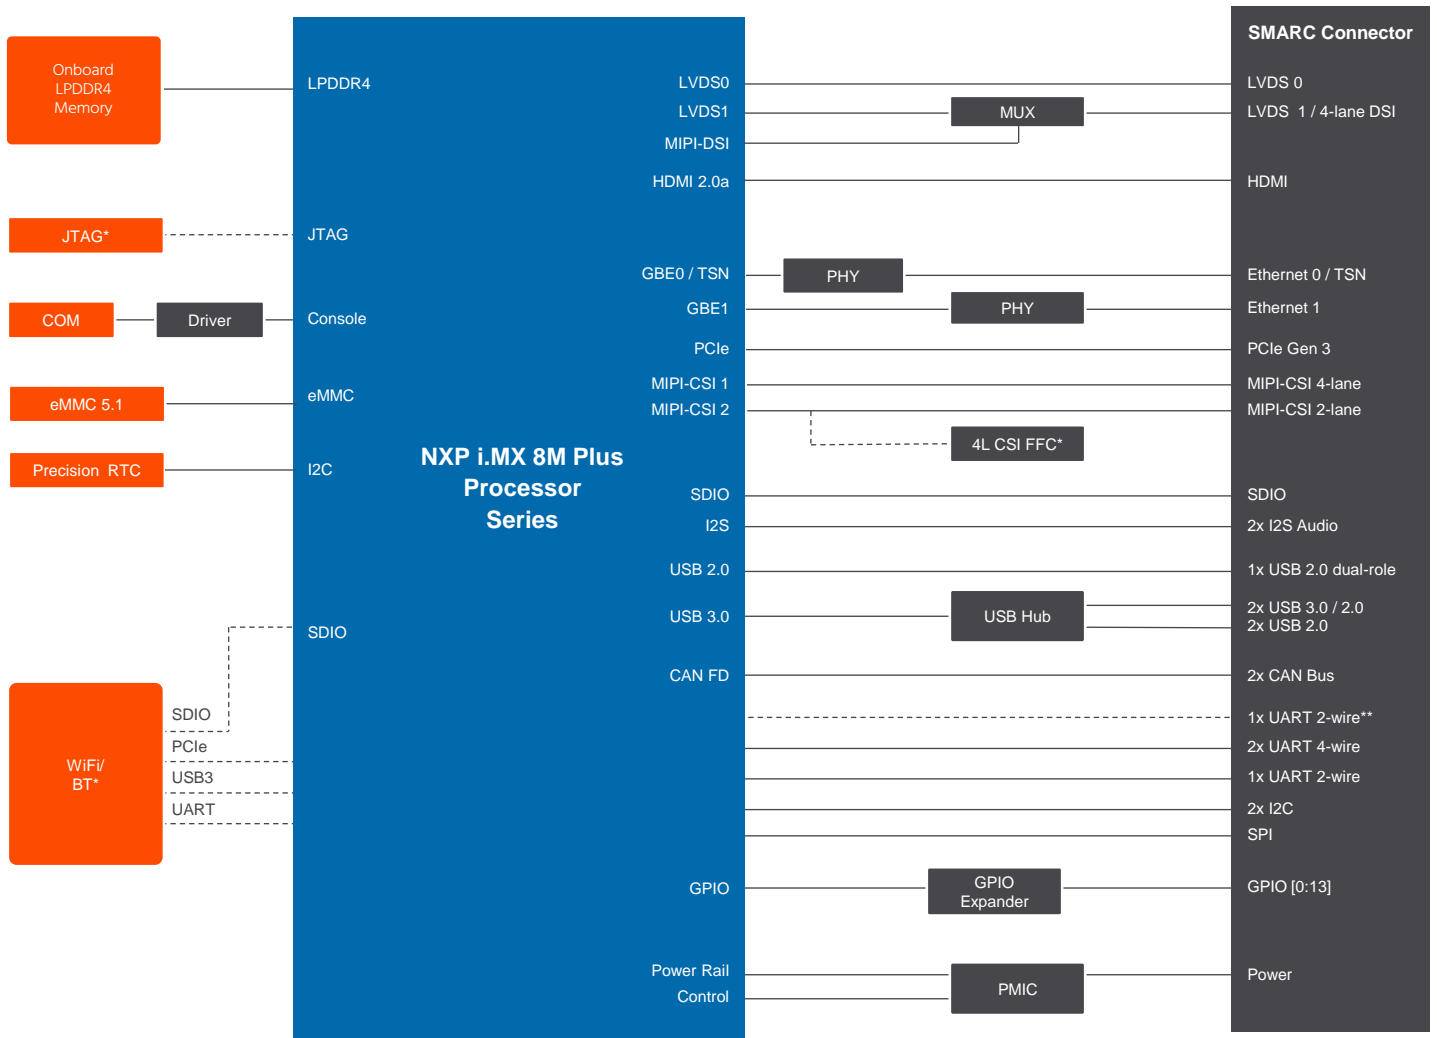 SMARC Connector
Onboard
LPDDR4
Memory
JTAG*
COM
Driver
eMMC 5.1
Precision RTC
WiFi/
BT*
SDIO
PCIe
USB3
UART
LPDDR4
JTAG
Console
eMMC
I2C
SDIO
NXP i.MX 8M Plus
Processor
Series
LVDS0
LVDS1
MIPI-DSI
HDMI 2.0a
GBE0 / TSN
GBE1
PCIe
MIPI-CSI 1
MIPI-CSI 2
SDIO
I2S
USB 2.0
USB 3.0
CAN FD
GPIO
Power Rail
Control
MUX
PHY
PHY
4L CSI FFC*
USB Hub
GPIO
Expander
PMIC
LVDS 0
LVDS 1 / 4-lane DSI
HDMI
Ethernet 0 / TSN
Ethernet 1
PCIe Gen 3
MIPI-CSI 4-lane
MIPI-CSI 2-lane
SDIO
2x I2S Audio
1x USB 2.0 dual-role
2x USB 3.0 / 2.0
2x USB 2.0
2x CAN Bus
1x UART 2-wire**
2x UART 4-wire
1x UART 2-wire
2x I2C
SPI
GPIO [0:13]
Power